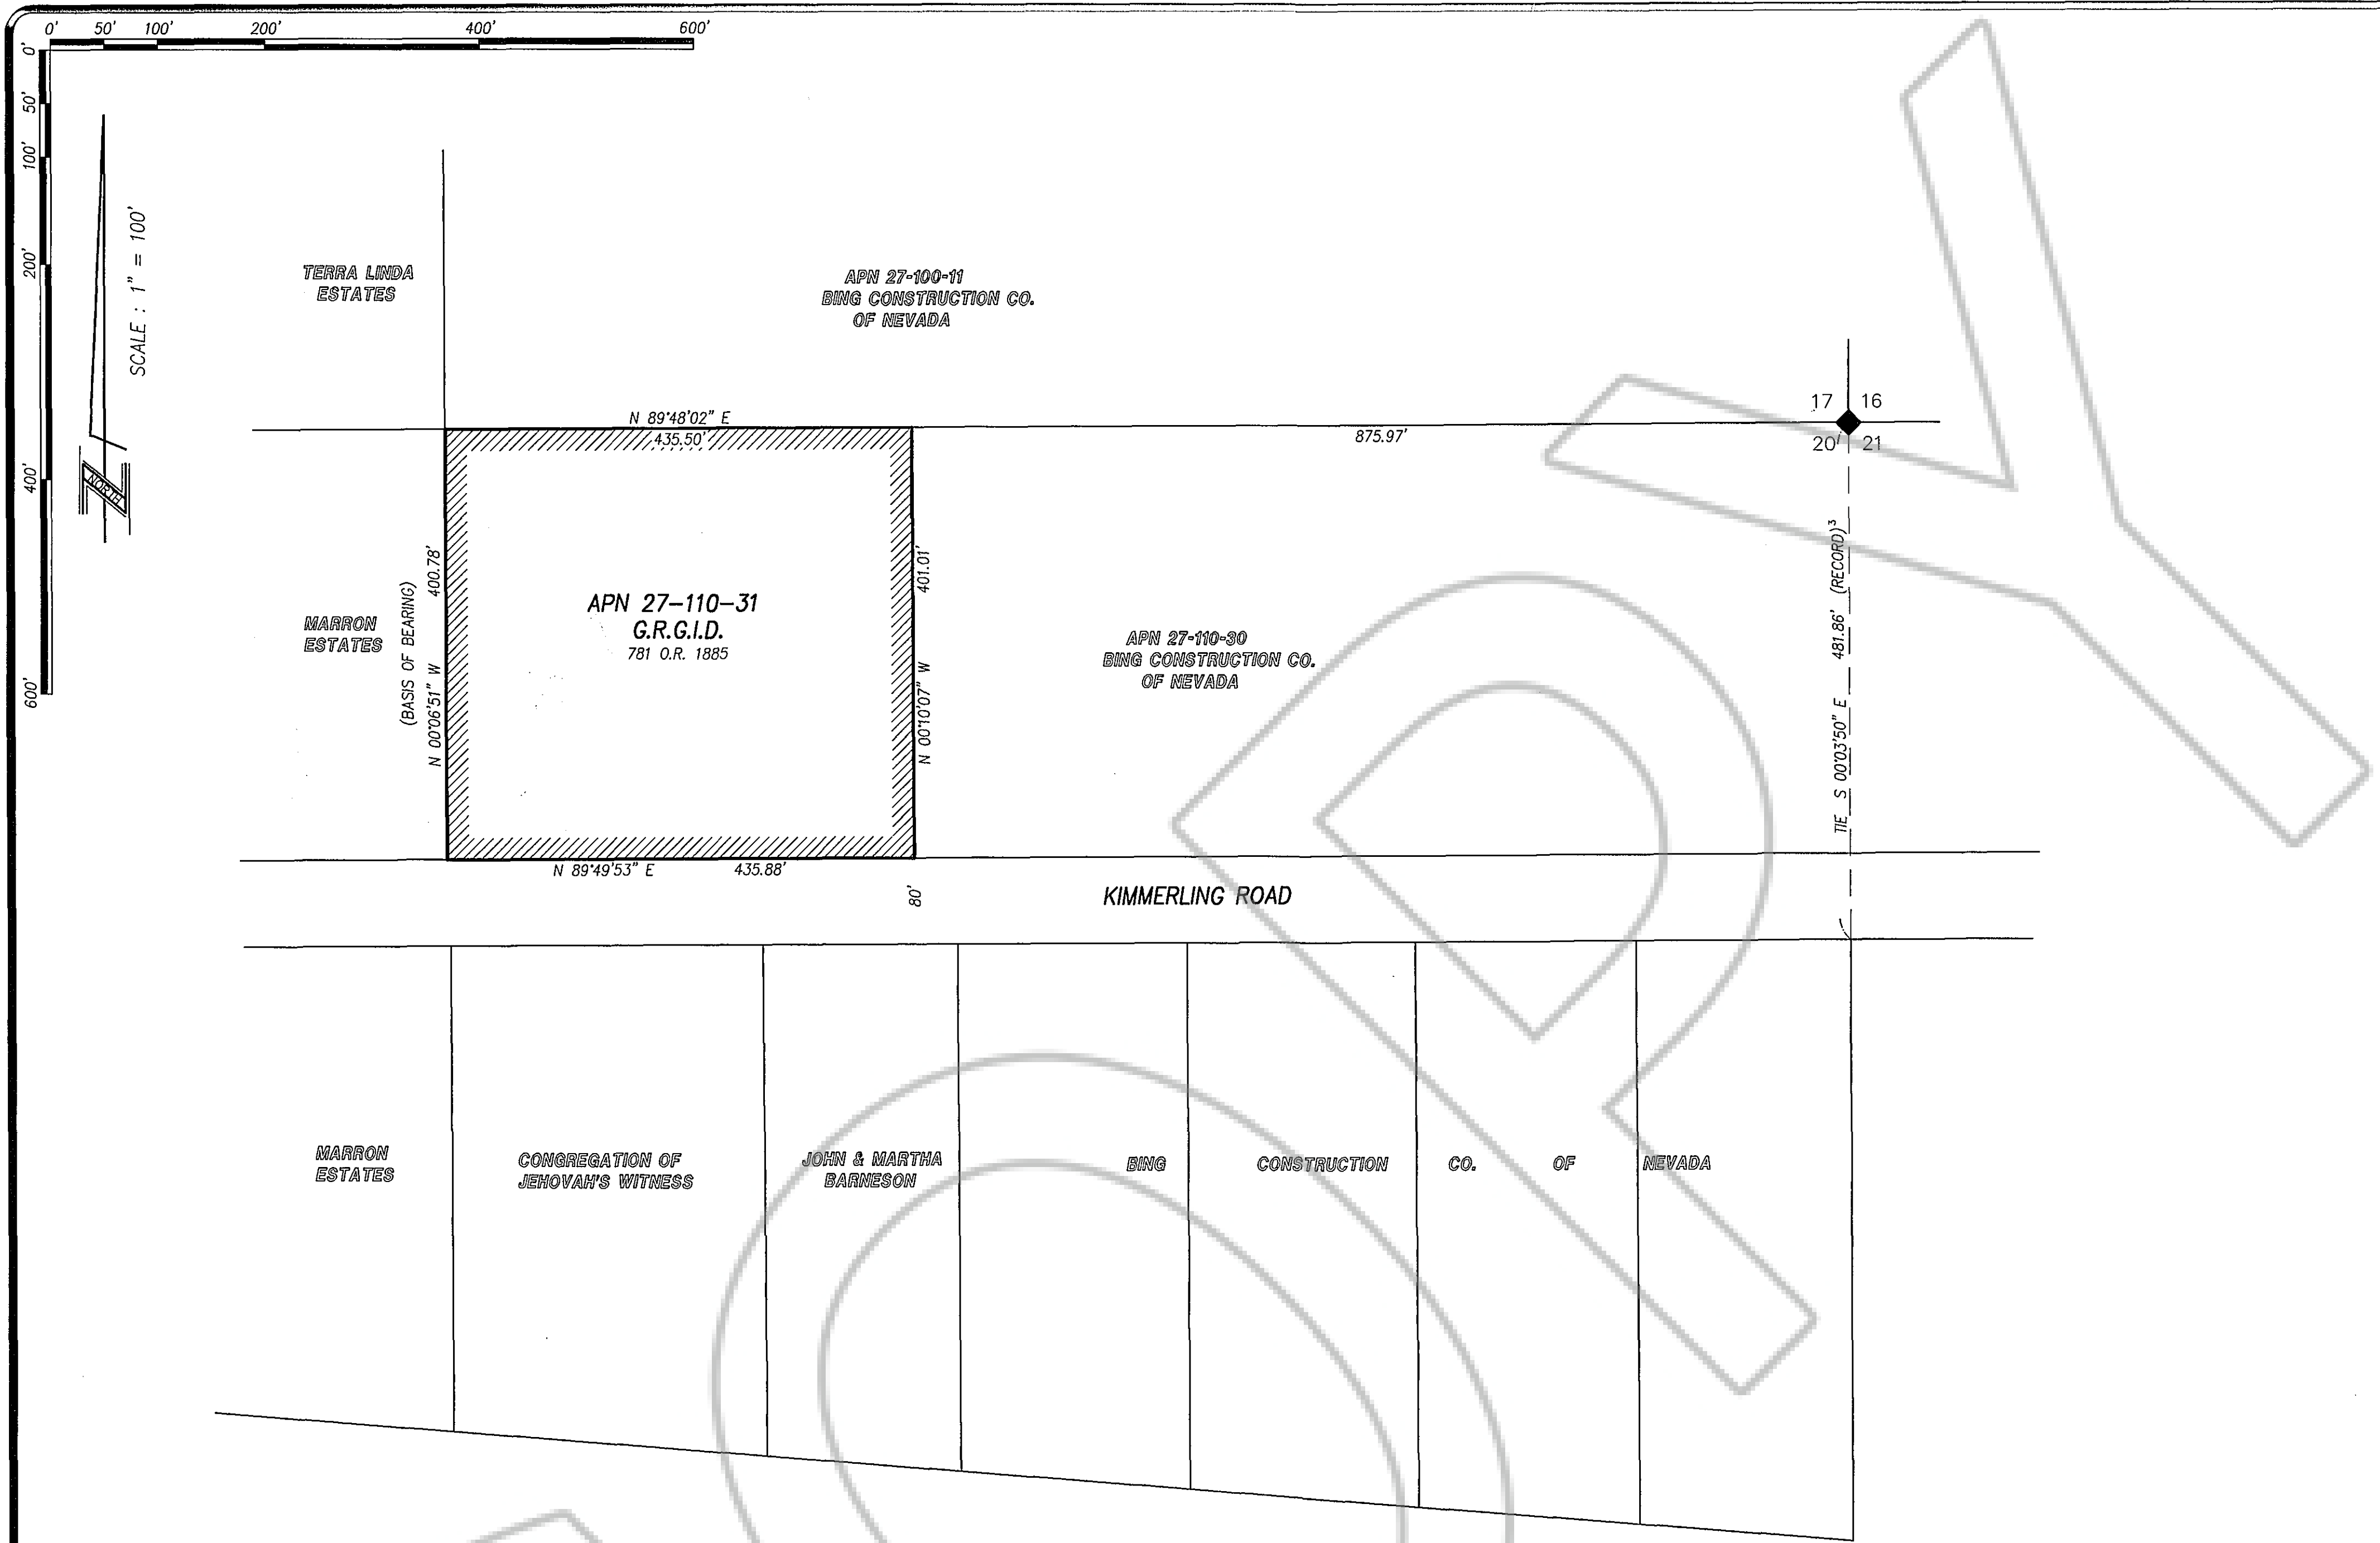 0' 50' 100' 200' 400' 600'
0'
50'
100'
200'
400'
600'
SCALE : 1" = 100'
NORTH
TERRA LINDA
ESTATES
APN 27-100-11
BING CONSTRUCTION CO.
OF NEVADA
N 89°48'02" E
435.50'
875.97'
17 16
20 21
MARRON
ESTATES
(BASIS OF BEARING)
N 00°06'51" W 400.78'
APN 27-110-31
G.R.G.I.D.
781 O.R. 1885
N 00°10'07" W 401.01'
APN 27-110-30
BING CONSTRUCTION CO.
OF NEVADA
TIE S 00°03'50" E 481.86' (RECORD)³
N 89°49'53" E 435.88'
80'
KIMMERLING ROAD
MARRON
ESTATES
CONGREGATION OF
JEHOVAH'S WITNESS
JOHN & MARTHA
BARNESON
BING CONSTRUCTION CO. OF NEVADA
COPY